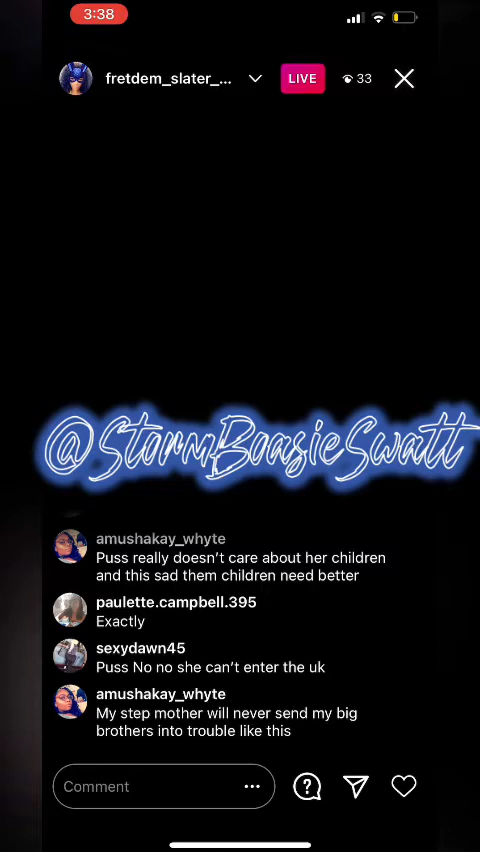 3:38
fretdem_slater_...
LIVE
33
@StormBoasieSwatt
amushakay_whyte
Puss really doesn’t care about her children
and this sad them children need better
paulette.campbell.395
Exactly
sexydawn45
Puss No no she can’t enter the uk
amushakay_whyte
My step mother will never send my big
brothers into trouble like this
Comment